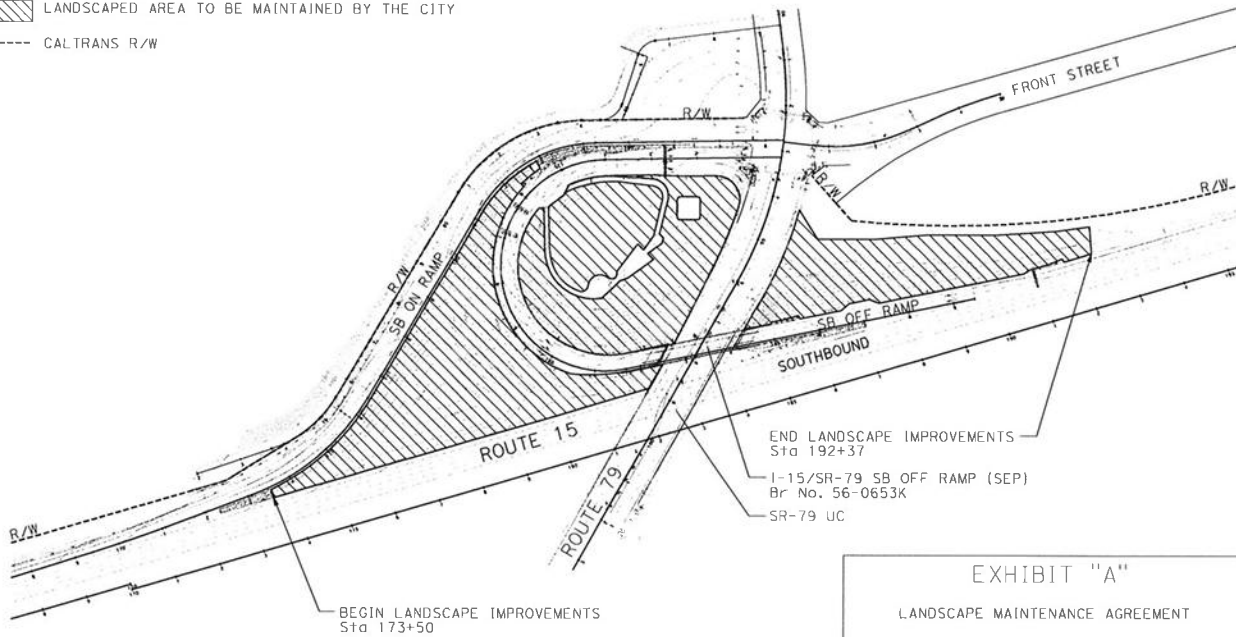 LANDSCAPED AREA TO BE MAINTAINED BY THE CITY
CALTRANS R/W
FRONT STREET
R/W
R/W
R/W
R/W
SB ON RAMP
SB OFF RAMP
SOUTHBOUND
ROUTE 15
ROUTE 79
END LANDSCAPE IMPROVEMENTS
Sta 192+37
I-15/SR-79 SB OFF RAMP (SEP)
Br No. 56-0653K
SR-79 UC
R/W
BEGIN LANDSCAPE IMPROVEMENTS
Sta 173+50
EXHIBIT "A"
LANDSCAPE MAINTENANCE AGREEMENT